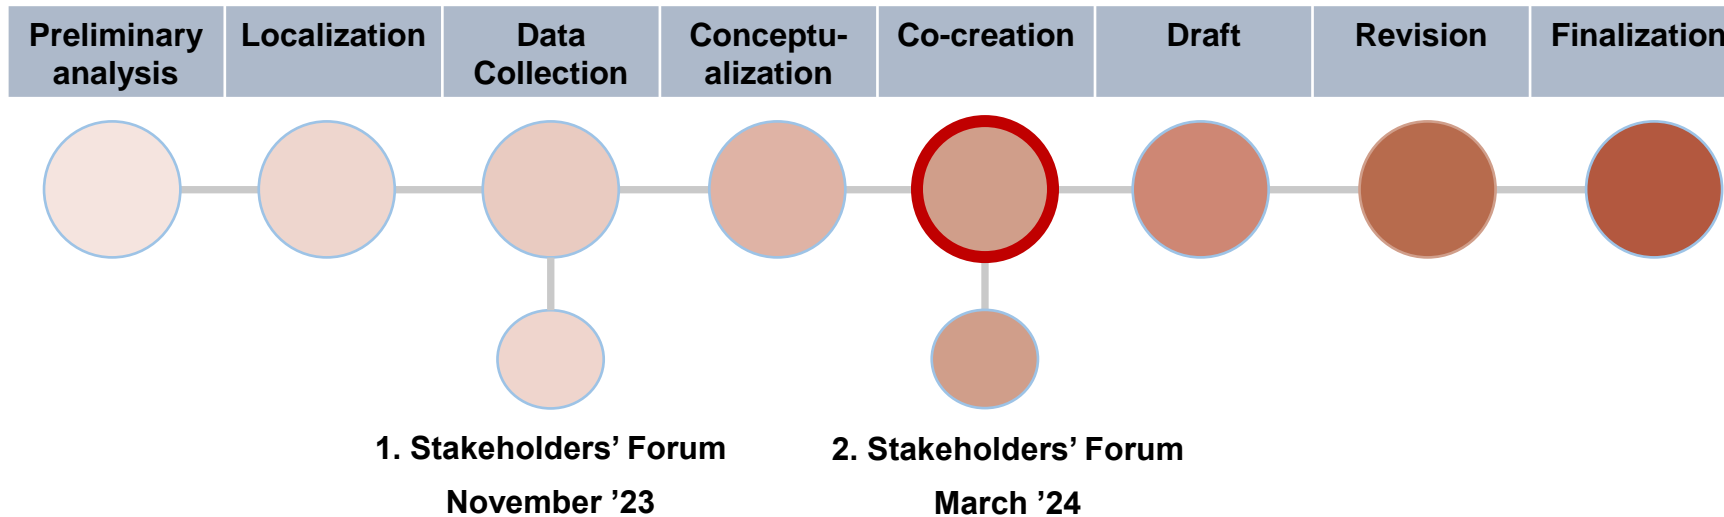 Preliminary
analysis
Localization
Data
Collection
Conceptu-
alization
Co-creation
Draft
Revision
Finalization
1. Stakeholders’ Forum
November ’23
2. Stakeholders’ Forum
March ’24